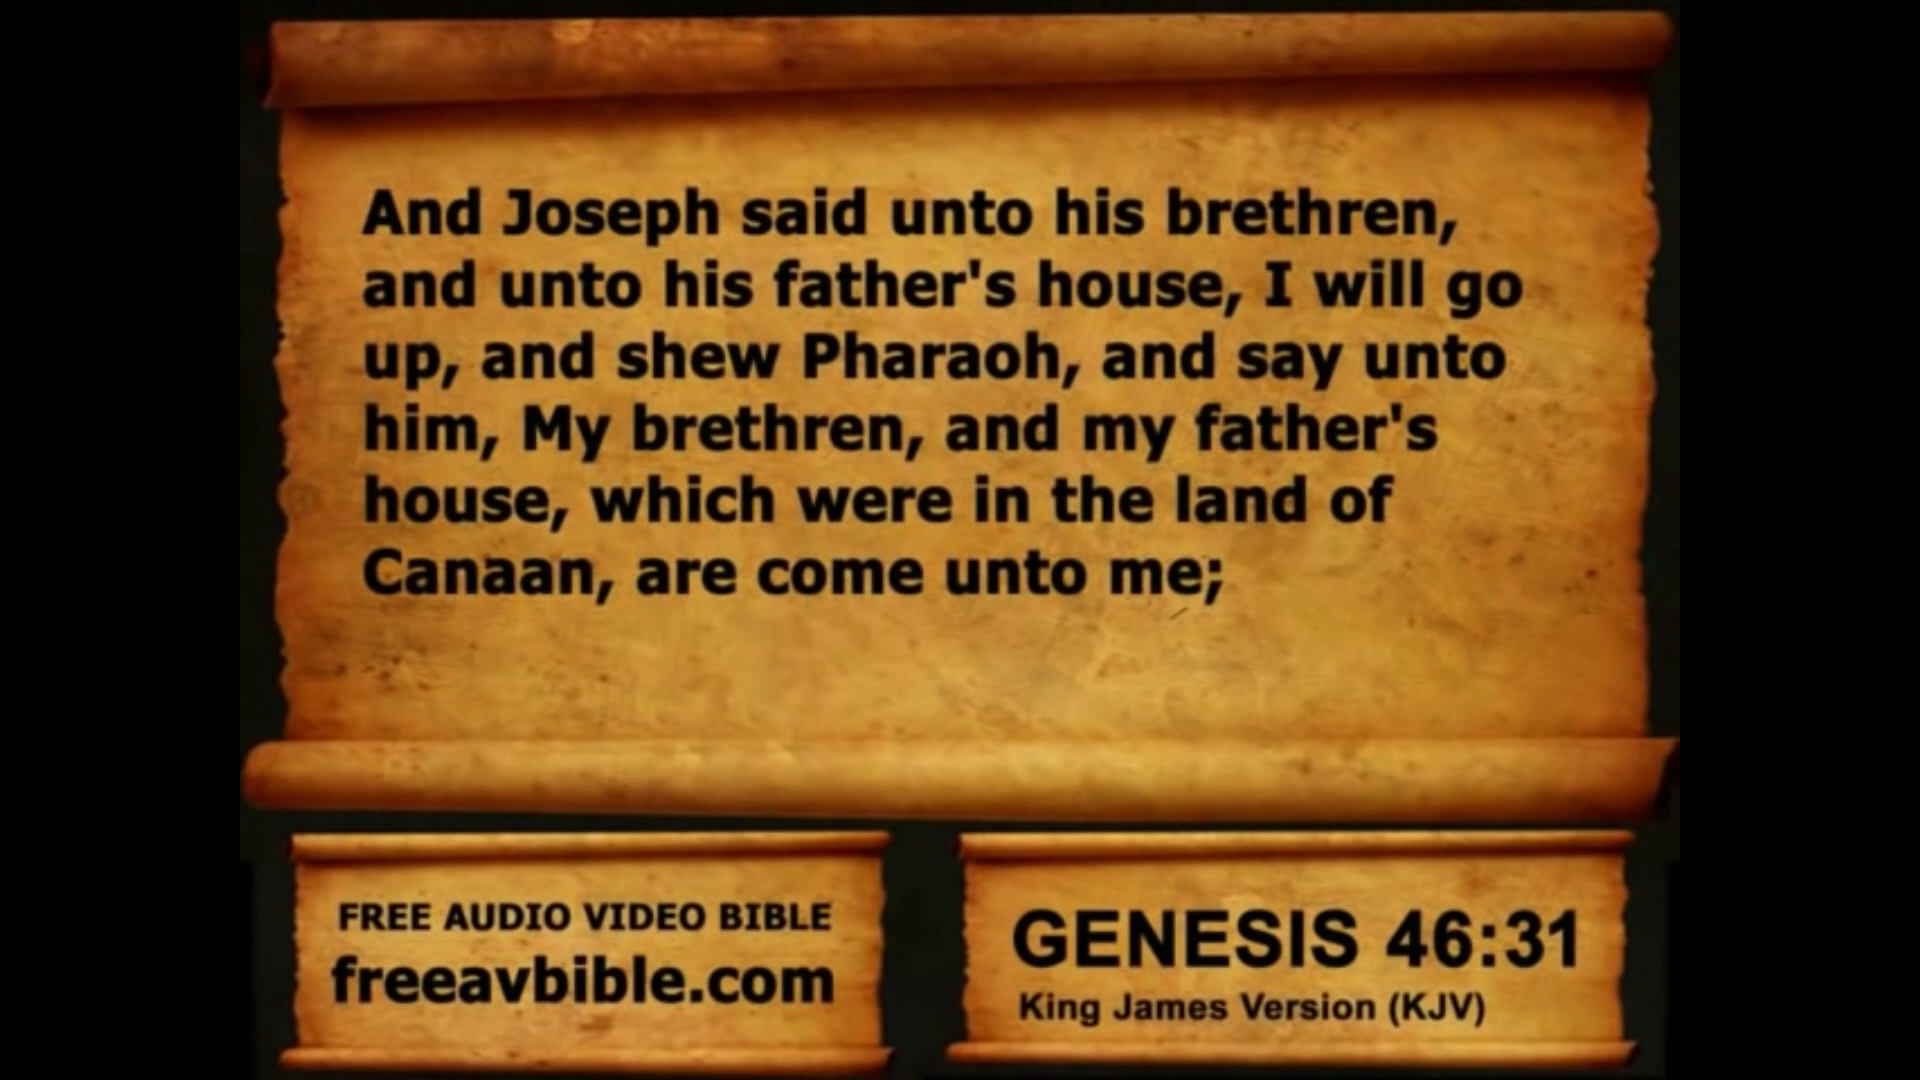 And Joseph said unto his brethren,
and unto his father's house, I will go
up, and shew Pharaoh, and say unto
him, My brethren, and my father's
house, which were in the land of
Canaan, are come unto me;
FREE AUDIO VIDEO BIBLE
freeavbible.com
GENESIS 46:31
King James Version (KJV)